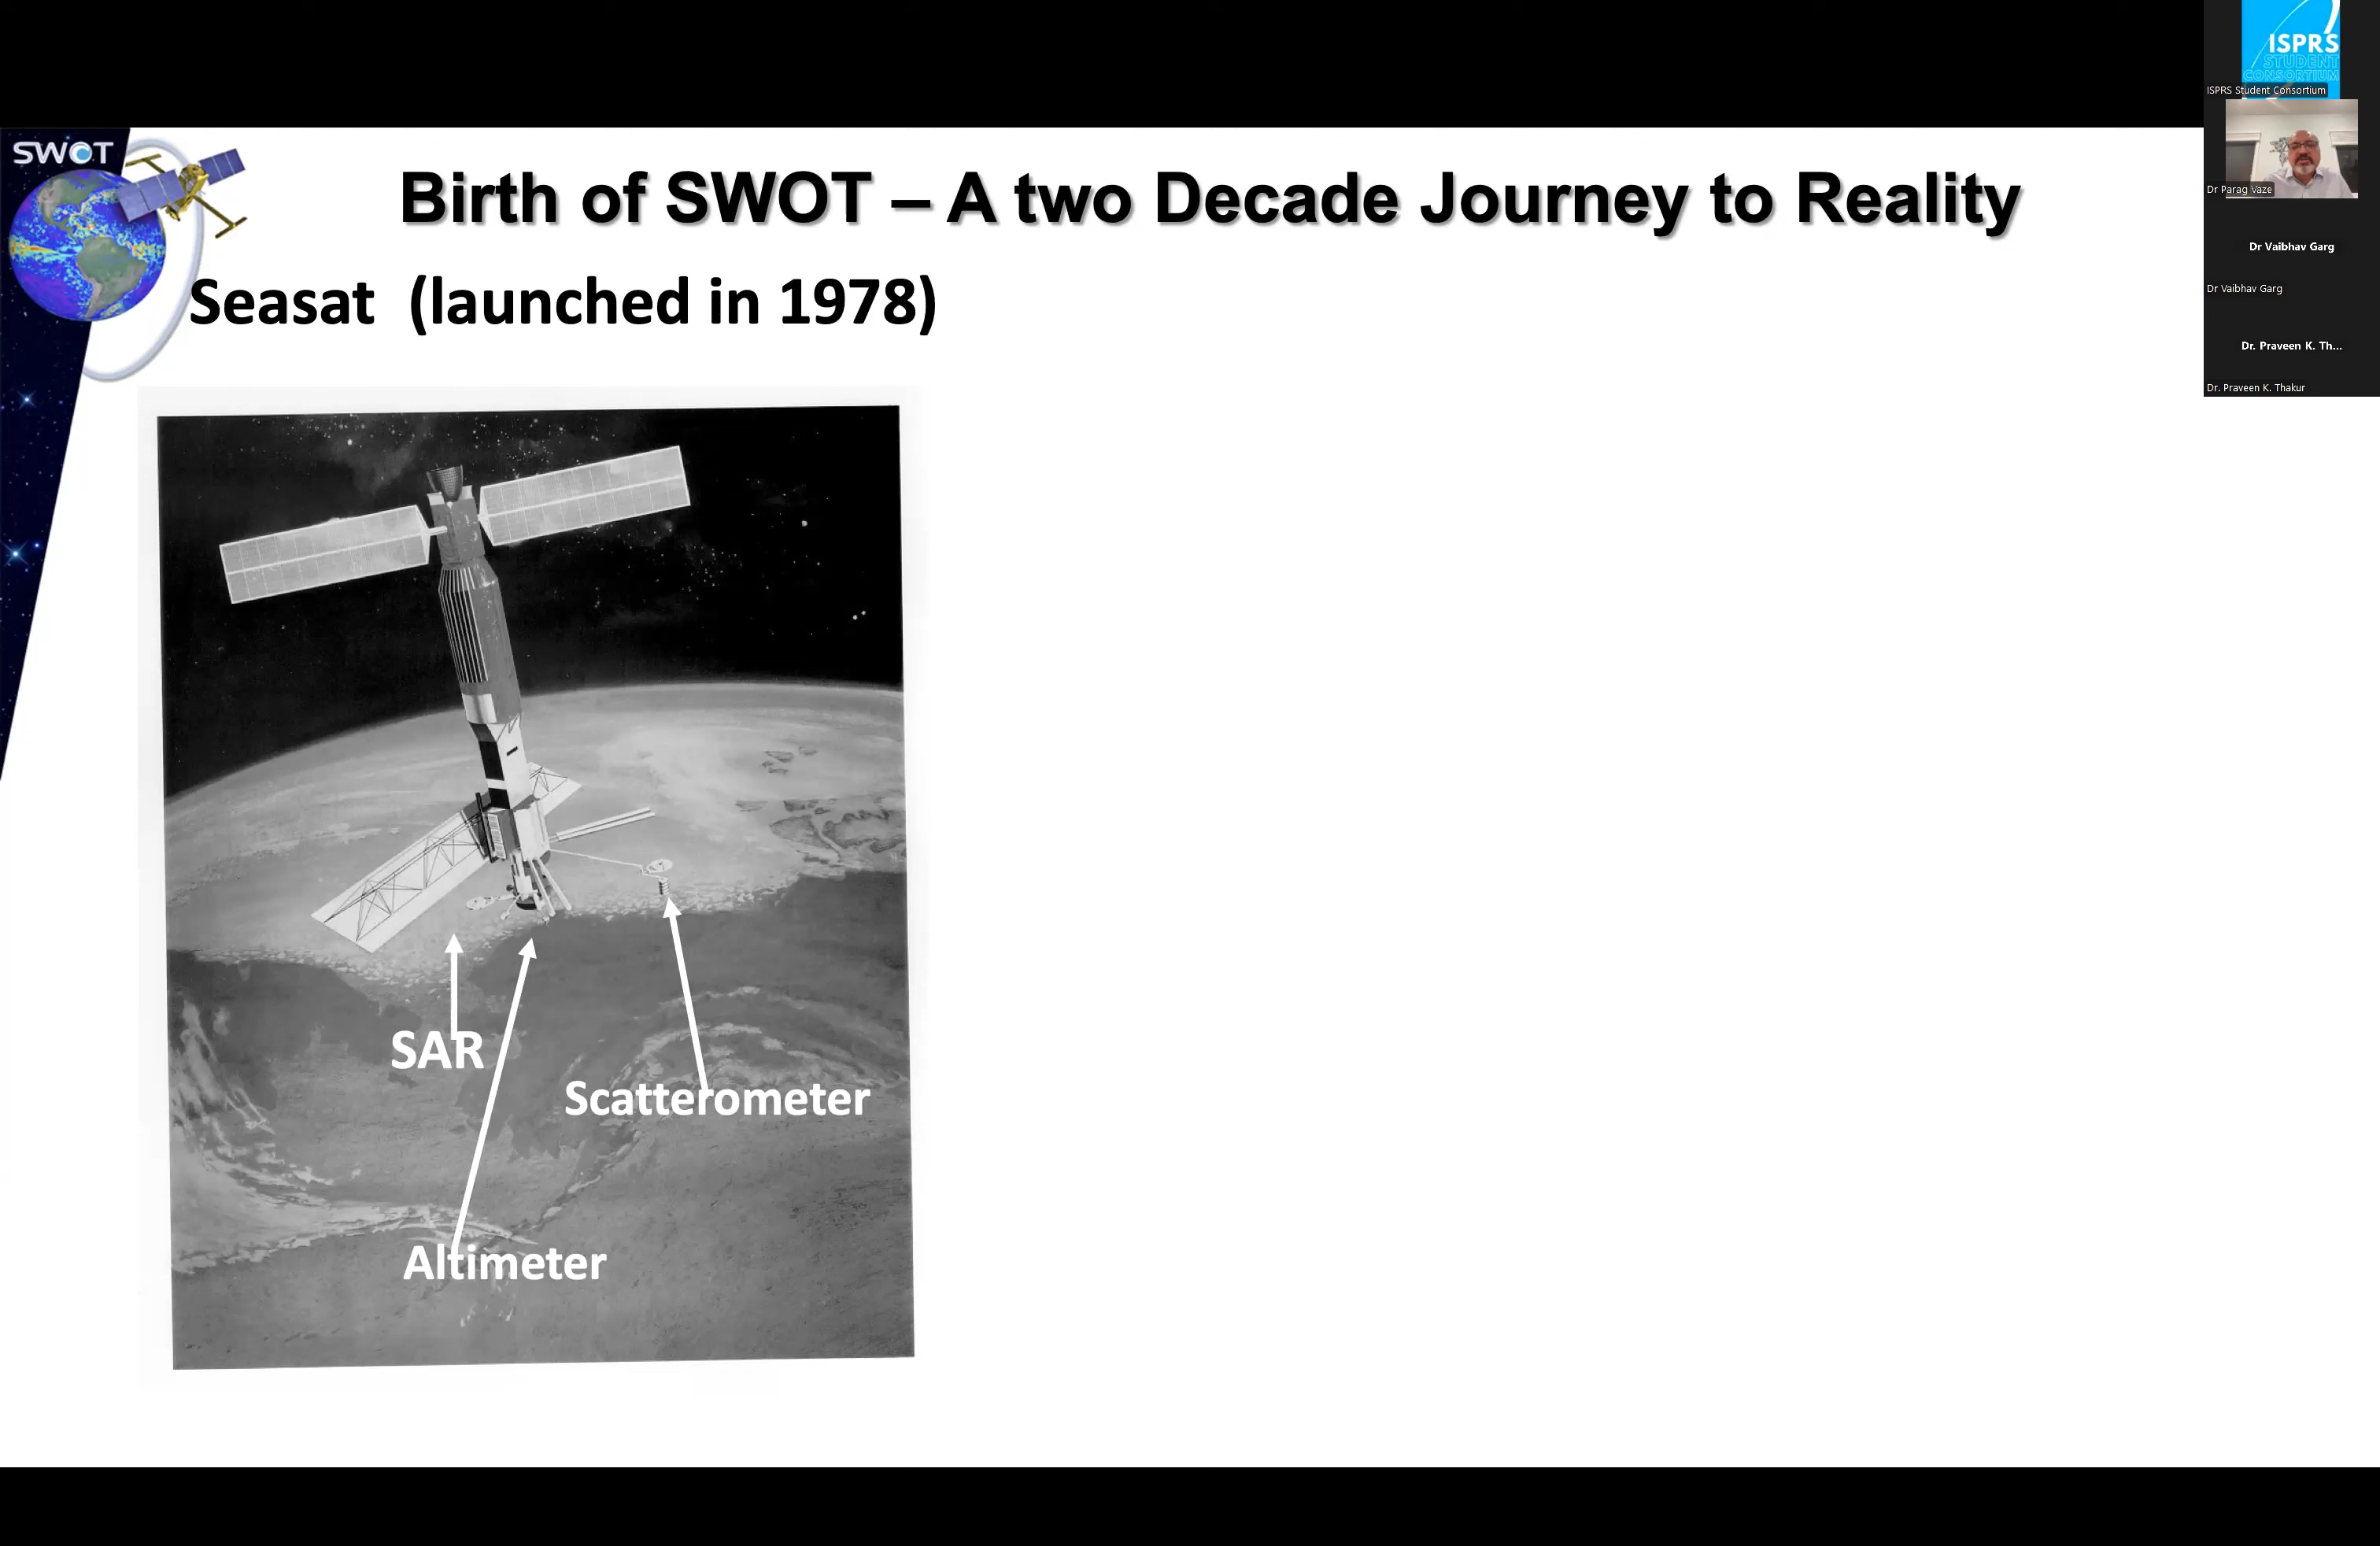 SWOT
Birth of SWOT – A two Decade Journey to Reality
Seasat (launched in 1978)
SAR
Scatterometer
Altimeter
ISPRS
STUDENT
CONSORTIUM
ISPRS Student Consortium
Dr Parag Vaze
Dr Vaibhav Garg
Dr Vaibhav Garg
Dr. Praveen K. Th...
Dr. Praveen K. Thakur